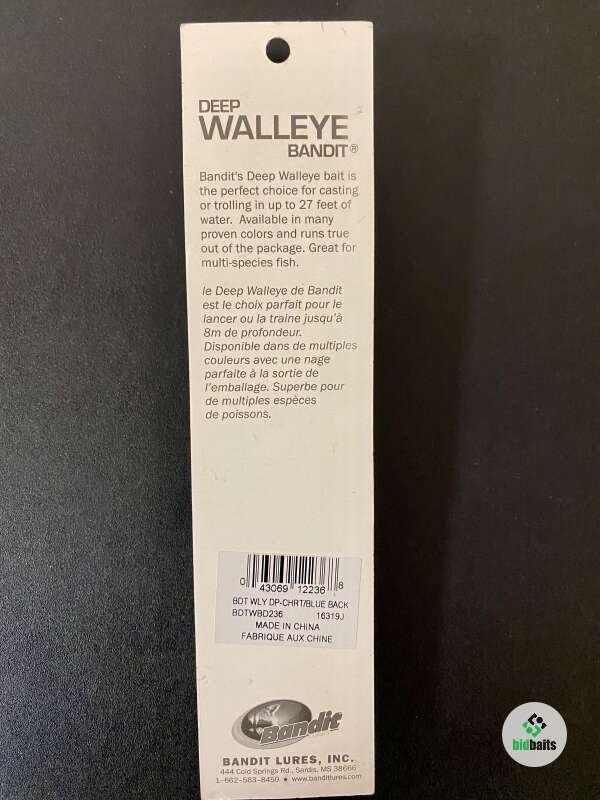 DEEP
WALLEYE
BANDIT®
Bandit's Deep Walleye bait is
the perfect choice for casting
or trolling in up to 27 feet of
water. Available in many
proven colors and runs true
out of the package. Great for
multi-species fish.
le Deep Walleye de Bandit
est le choix parfait pour le
lancer ou la traine jusqu'à
8m de profondeur.
Disponible dans de multiples
couleurs avec une nage
parfaite à la sortie de
l'emballage. Superbe pour
de multiples espèces
de poissons.
0 43069 12236 8
BDT WLY DP-CHRT/BLUE BACK
BDTWBD236 16319J
MADE IN CHINA
FABRIQUE AUX CHINE
Bandit
BANDIT LURES, INC.
444 Cold Springs Rd., Sardis, MS 38666
1-662-563-8450 ★ www.banditlures.com
bidbaits